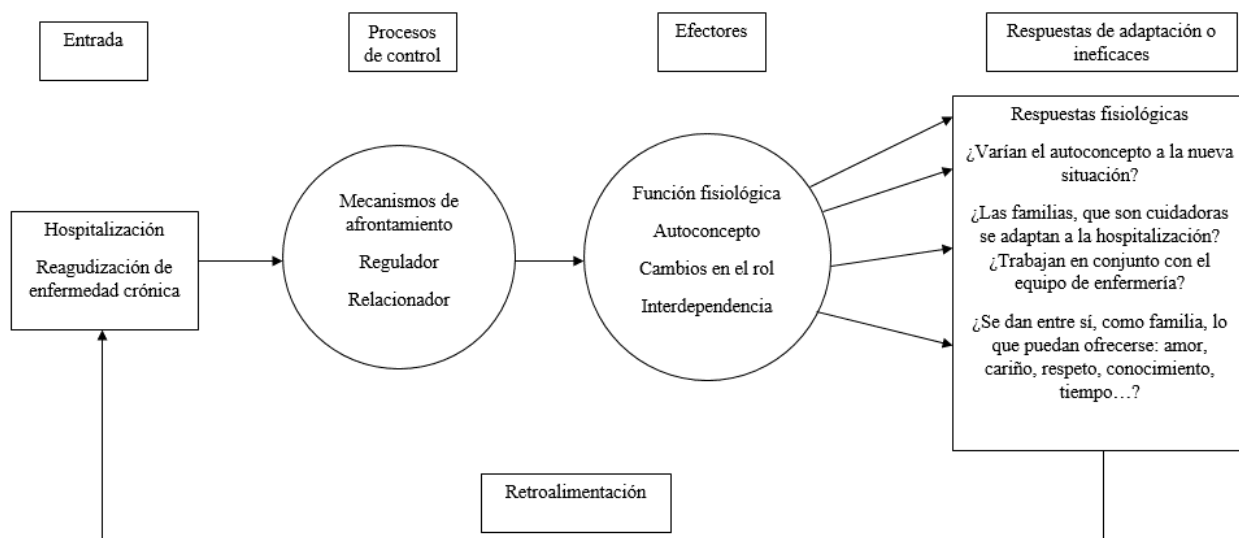 Entrada
Procesos
de control
Efectores
Respuestas de adaptación o
ineficaces
Hospitalización
Reagudización de
enfermedad crónica
Mecanismos de
afrontamiento
Regulador
Relacionador
Función fisiológica
Autoconcepto
Cambios en el rol
Interdependencia
Respuestas fisiológicas
¿Varían el autoconcepto a la nueva
situación?
¿Las familias, que son cuidadoras
se adaptan a la hospitalización?
¿Trabajan en conjunto con el
equipo de enfermería?
¿Se dan entre sí, como familia, lo
que puedan ofrecerse: amor,
cariño, respeto, conocimiento,
tiempo…?
Retroalimentación